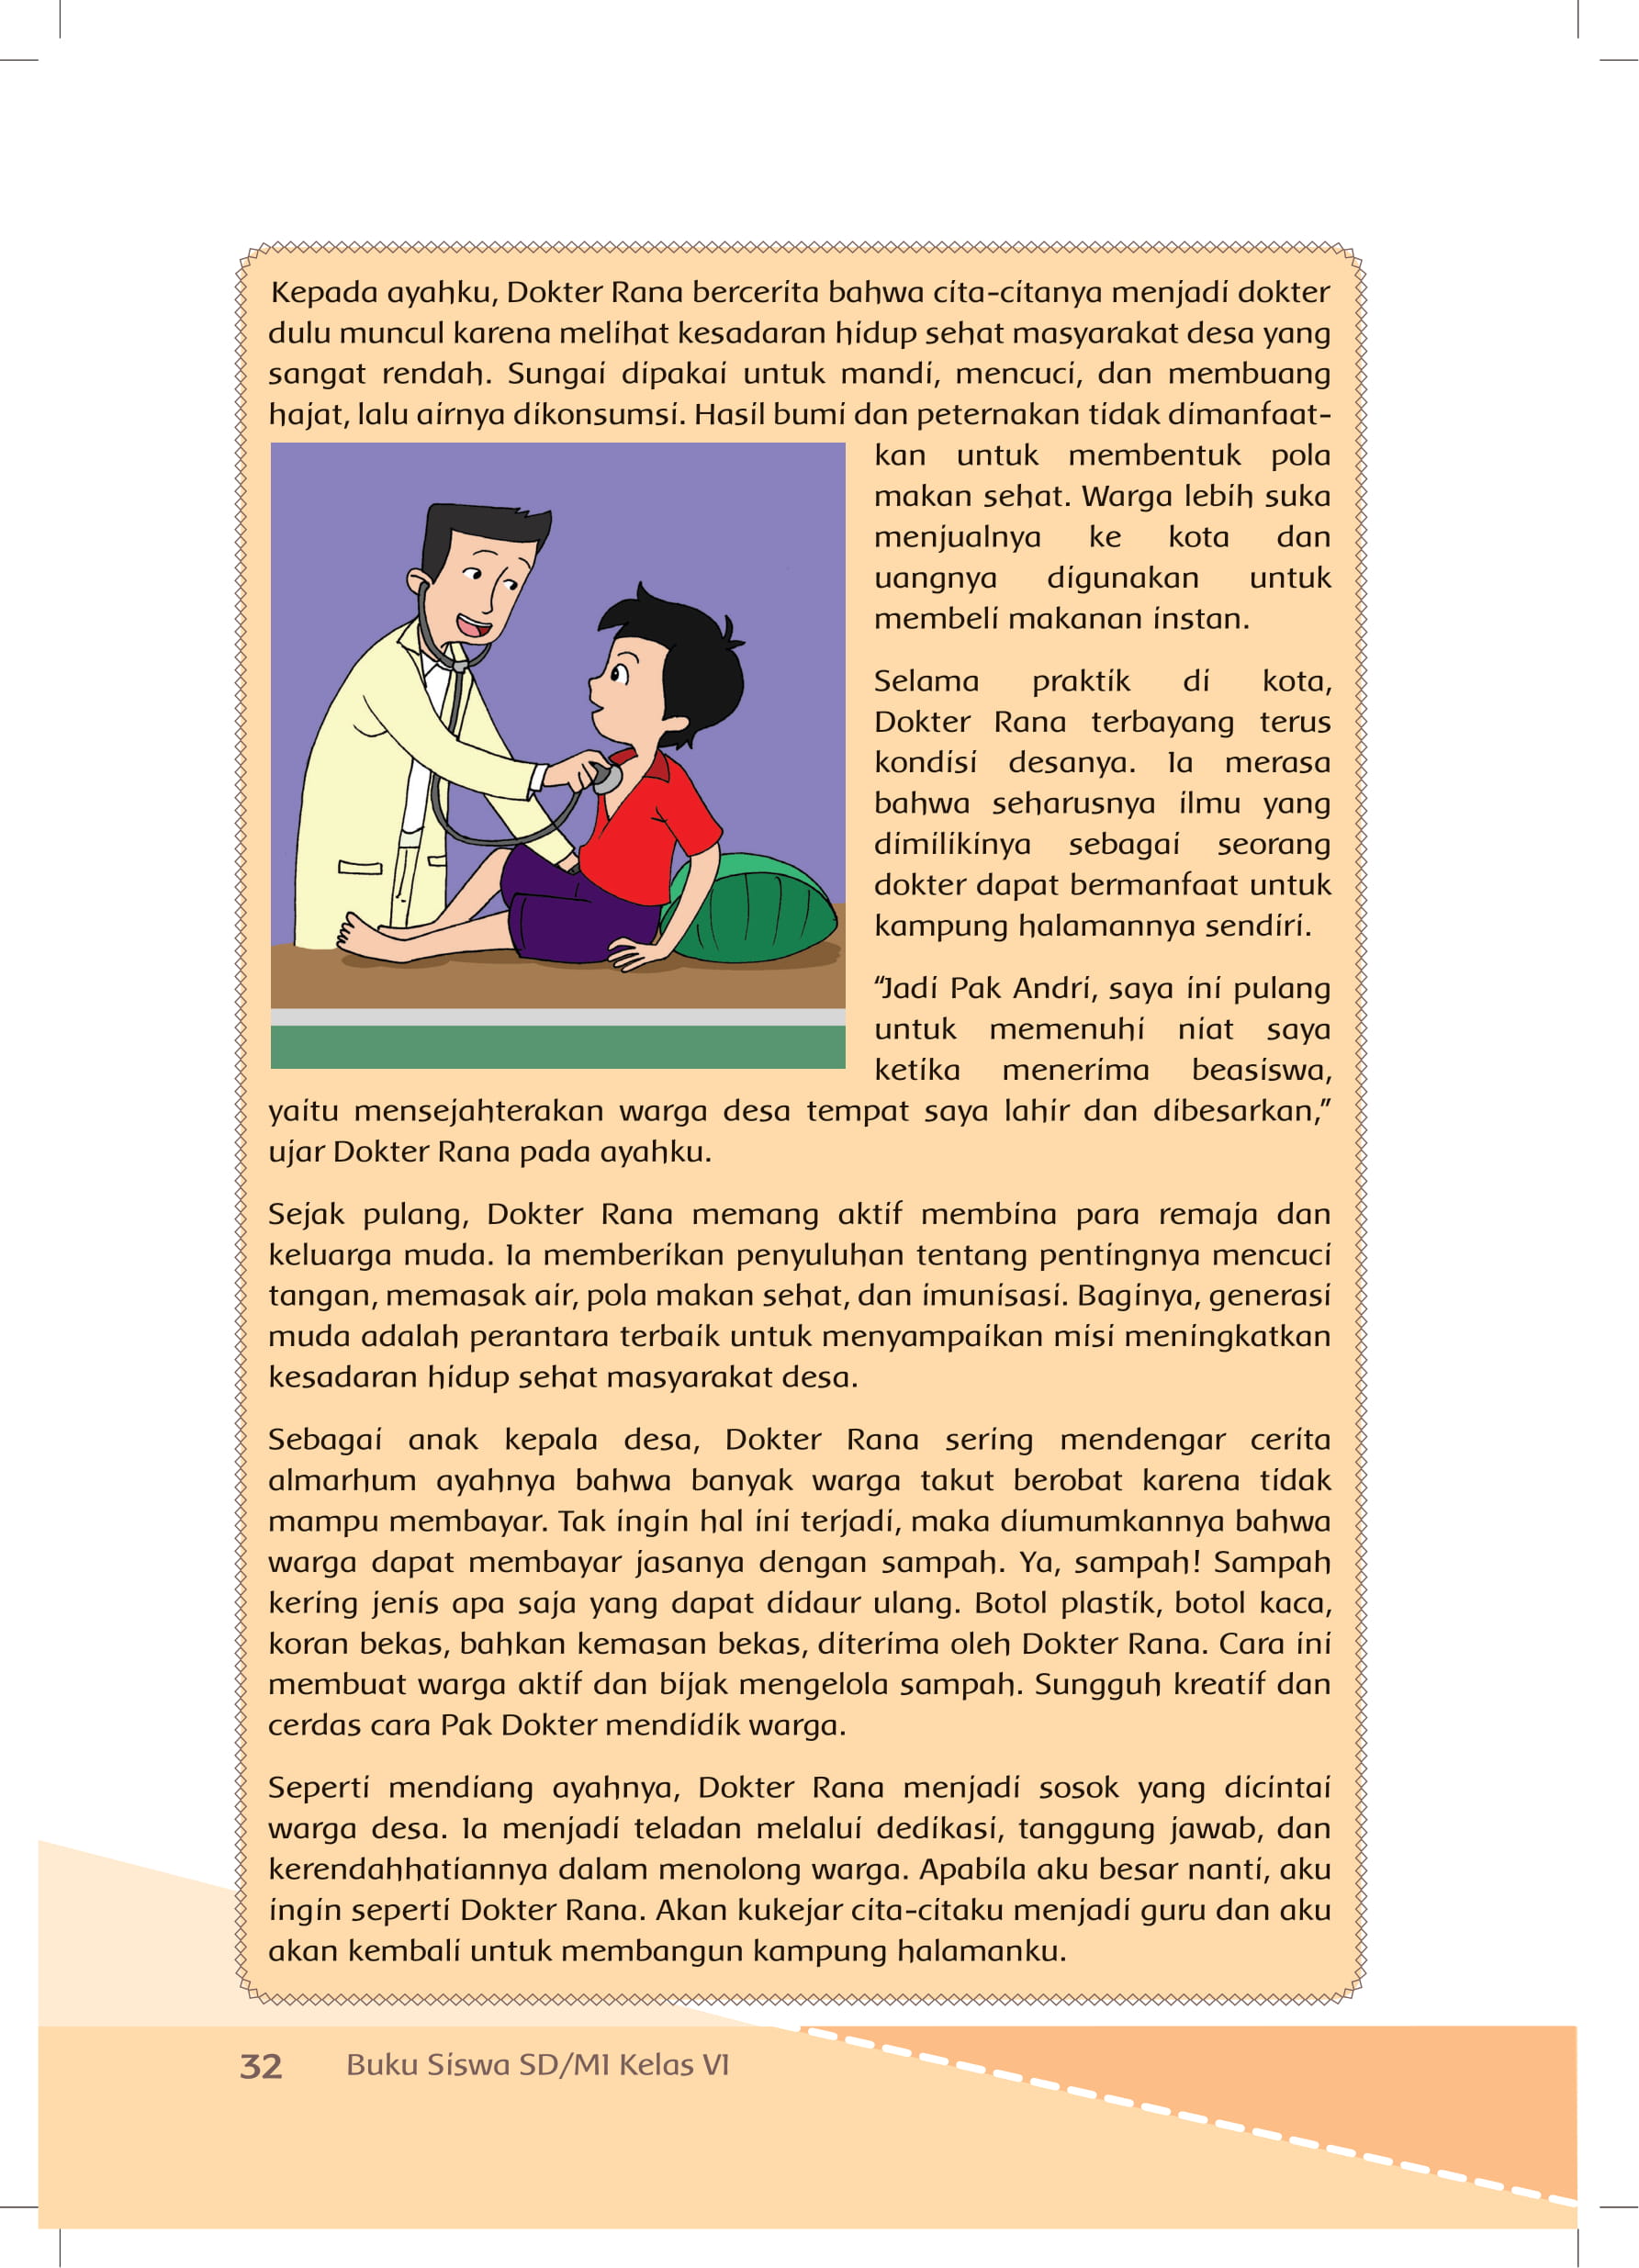 Kepada ayahku, Dokter Rana bercerita bahwa cita-citanya menjadi dokter
dulu muncul karena melihat kesadaran hidup sehat masyarakat desa yang
sangat rendah. Sungai dipakai untuk mandi, mencuci, dan membuang
hajat, lalu airnya dikonsumsi. Hasil bumi dan peternakan tidak dimanfaat-
kan untuk membentuk pola
makan sehat. Warga lebih suka
menjualnya ke kota dan
uangnya digunakan untuk
membeli makanan instan.
Selama praktik di kota,
Dokter Rana terbayang terus
kondisi desanya. Ia merasa
bahwa seharusnya ilmu yang
dimilikinya sebagai seorang
dokter dapat bermanfaat untuk
kampung halamannya sendiri.
“Jadi Pak Andri, saya ini pulang
untuk memenuhi niat saya
ketika menerima beasiswa,
yaitu mensejahterakan warga desa tempat saya lahir dan dibesarkan,”
ujar Dokter Rana pada ayahku.
Sejak pulang, Dokter Rana memang aktif membina para remaja dan
keluarga muda. Ia memberikan penyuluhan tentang pentingnya mencuci
tangan, memasak air, pola makan sehat, dan imunisasi. Baginya, generasi
muda adalah perantara terbaik untuk menyampaikan misi meningkatkan
kesadaran hidup sehat masyarakat desa.
Sebagai anak kepala desa, Dokter Rana sering mendengar cerita
almarhum ayahnya bahwa banyak warga takut berobat karena tidak
mampu membayar. Tak ingin hal ini terjadi, maka diumumkannya bahwa
warga dapat membayar jasanya dengan sampah. Ya, sampah! Sampah
kering jenis apa saja yang dapat didaur ulang. Botol plastik, botol kaca,
koran bekas, bahkan kemasan bekas, diterima oleh Dokter Rana. Cara ini
membuat warga aktif dan bijak mengelola sampah. Sungguh kreatif dan
cerdas cara Pak Dokter mendidik warga.
Seperti mendiang ayahnya, Dokter Rana menjadi sosok yang dicintai
warga desa. Ia menjadi teladan melalui dedikasi, tanggung jawab, dan
kerendahhatiannya dalam menolong warga. Apabila aku besar nanti, aku
ingin seperti Dokter Rana. Akan kukejar cita-citaku menjadi guru dan aku
akan kembali untuk membangun kampung halamanku.
32 Buku Siswa SD/MI Kelas VI